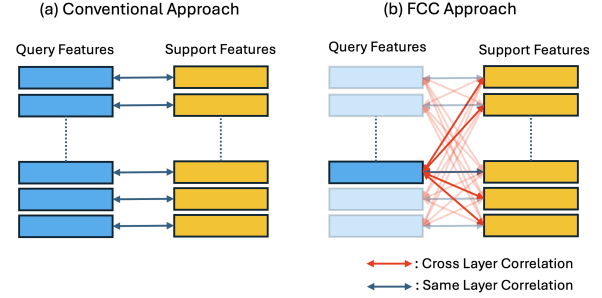 (a) Conventional Approach
(b) FCC Approach
Query Features
Support Features
Query Features
Support Features
: Cross Layer Correlation
: Same Layer Correlation